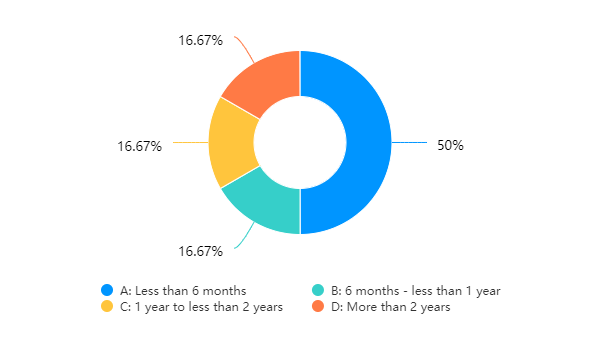 16.67%
16.67%
50%
16.67%
A: Less than 6 months
B: 6 months - less than 1 year
C: 1 year to less than 2 years
D: More than 2 years